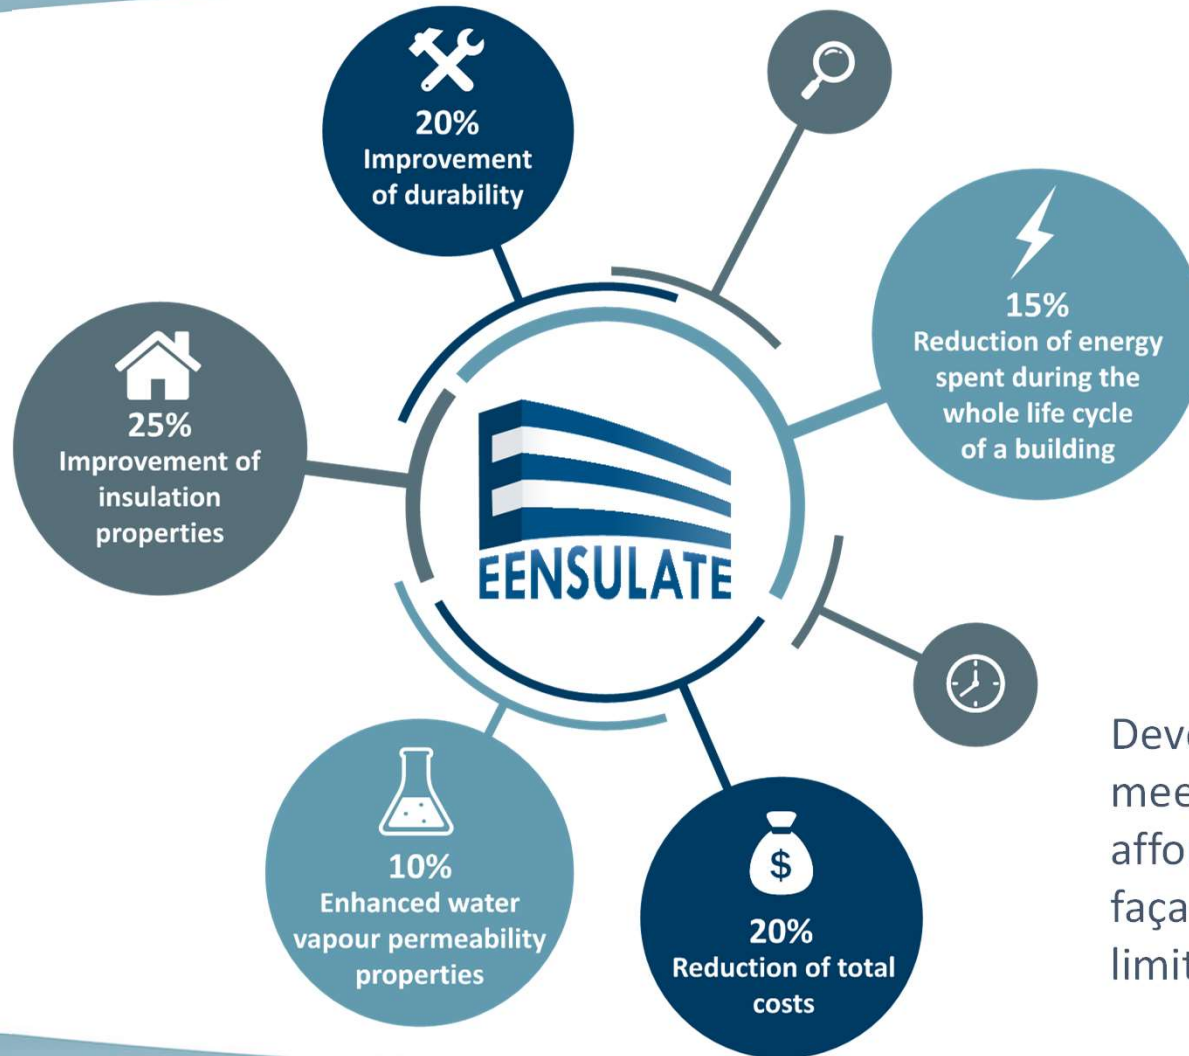 20%
Improvement
of durability
15%
Reduction of energy
spent during the
whole life cycle
of a building
25%
Improvement of
insulation
properties
EENSULATE
10%
Enhanced water
vapour permeability
properties
$
20%
Reduction of total
costs